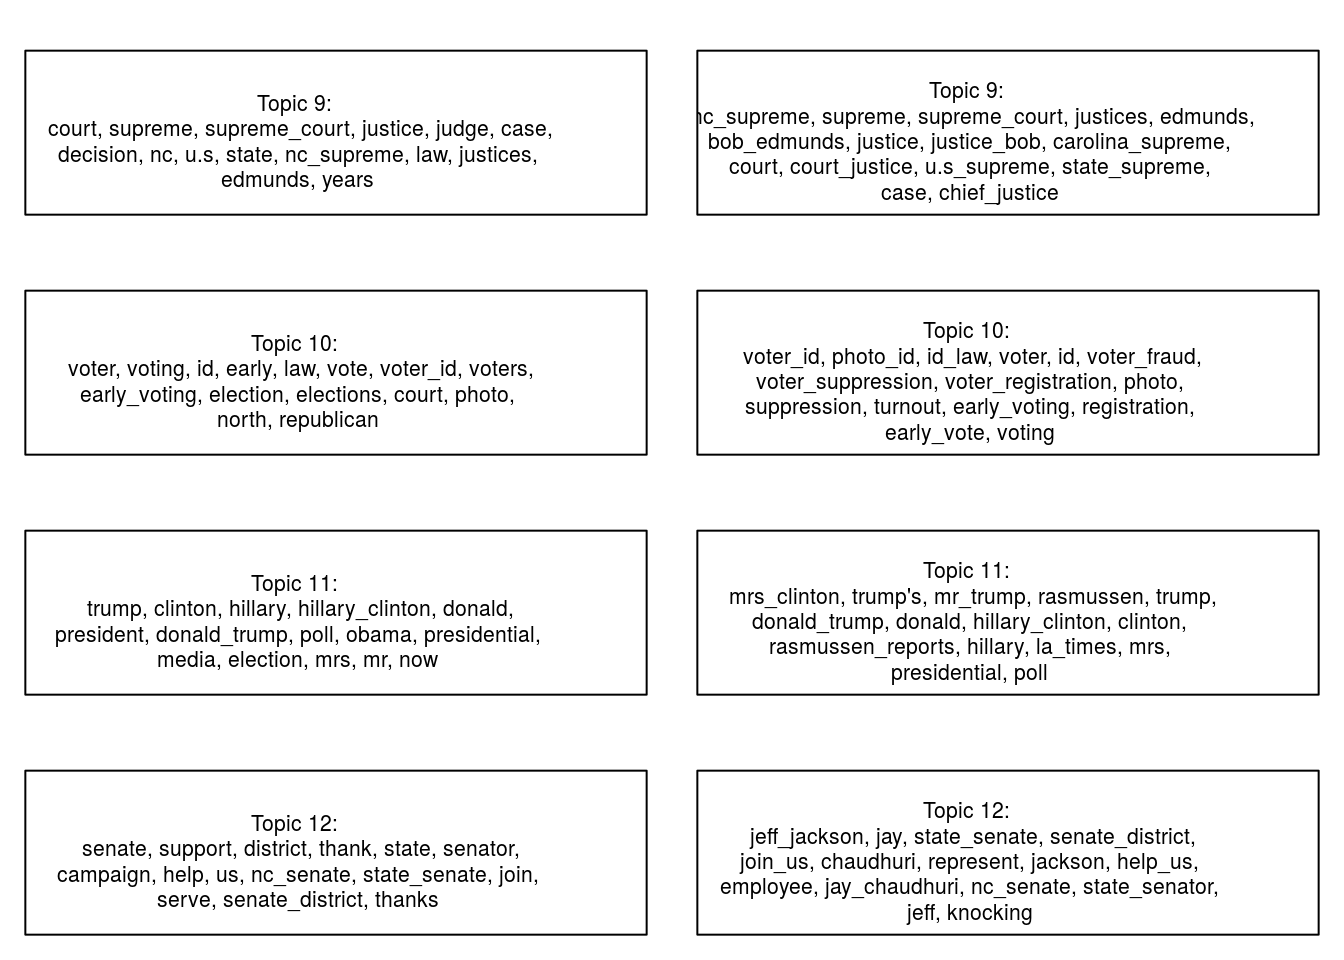 Topic 9:
court, supreme, supreme_court, justice, judge, case,
decision, nc, u.s, state, nc_supreme, law, justices,
edmunds, years
Topic 9:
nc_supreme, supreme, supreme_court, justices, edmunds,
bob_edmunds, justice, justice_bob, carolina_supreme,
court, court_justice, u.s_supreme, state_supreme,
case, chief_justice
Topic 10:
voter, voting, id, early, law, vote, voter_id, voters,
early_voting, election, elections, court, photo,
north, republican
Topic 10:
voter_id, photo_id, id_law, voter, id, voter_fraud,
voter_suppression, voter_registration, photo,
suppression, turnout, early_voting, registration,
early_vote, voting
Topic 11:
trump, clinton, hillary, hillary_clinton, donald,
president, donald_trump, poll, obama, presidential,
media, election, mrs, mr, now
Topic 11:
mrs_clinton, trump's, mr_trump, rasmussen, trump,
donald_trump, donald, hillary_clinton, clinton,
rasmussen_reports, hillary, la_times, mrs,
presidential, poll
Topic 12:
senate, support, district, thank, state, senator,
campaign, help, us, nc_senate, state_senate, join,
serve, senate_district, thanks
Topic 12:
jeff_jackson, jay, state_senate, senate_district,
join_us, chaudhuri, represent, jackson, help_us,
employee, jay_chaudhuri, nc_senate, state_senator,
jeff, knocking